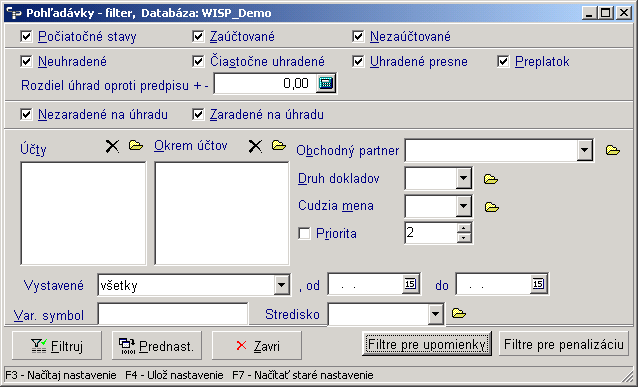 Pohľadávky - filter, Databáza: WISP_Demo
Počiatočné stavy Zaúčtované Nezaúčtované
Neuhradené Čiastočne uhradené Uhradené presne Preplatok
Rozdiel úhrad oproti predpisu + - 0,00
Nezaradené na úhradu Zaradené na úhradu
Účty Okrem účtov Obchodný partner
Druh dokladov
Cudzia mena
Priorita 2
Vystavené všetky , od . . 15 do . . 15
Var. symbol Stredisko
Filtruj Prednast. Zavri Filtre pre upomienky Filtre pre penalizáciu
F3 - Načítaj nastavenie F4 - Ulož nastavenie F7 - Načítať staré nastavenie